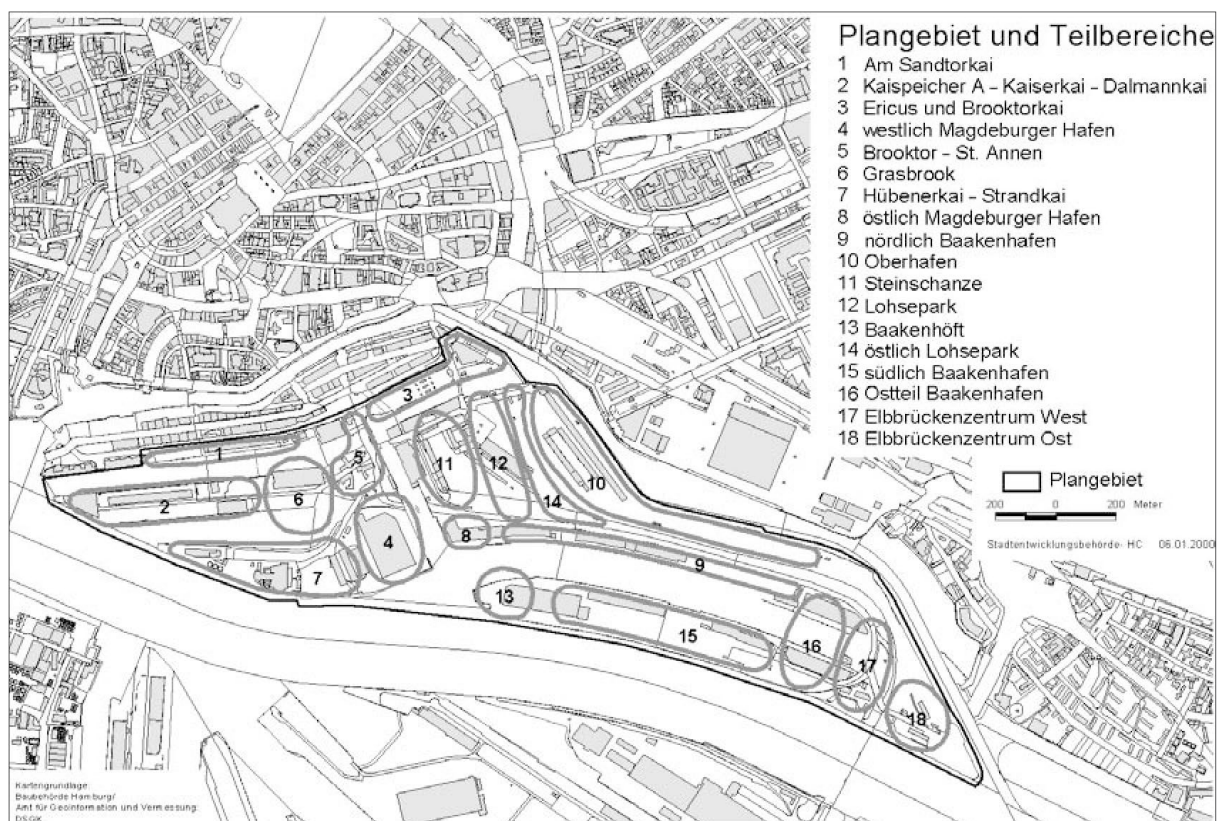 Plangebiet und Teilbereiche
1 Am Sandtorkai
2 Kaispeicher A - Kaiserkai - Dalmannkai
3 Ericus und Brooktorkai
4 westlich Magdeburger Hafen
5 Brooktor - St. Annen
6 Grasbrook
7 Hübenerkai - Strandkai
8 östlich Magdeburger Hafen
9 nördlich Baakenhafen
10 Oberhafen
11 Steinschanze
12 Lohsepark
13 Baakenhöft
14 östlich Lohsepark
15 südlich Baakenhafen
16 Ostteil Baakenhafen
17 Elbbrückenzentrum West
18 Elbbrückenzentrum Ost
Plangebiet
200 0 200 Meter
Stadtentwicklungsbehörde- HC 06.01.2000
3
1
5
11
12
2
6
10
14
4
8
9
7
13
15
16
17
18
Kartengrundlage:
Baubehörde Hamburg/
Amt für Geoinformation und Vermessung
DSGK